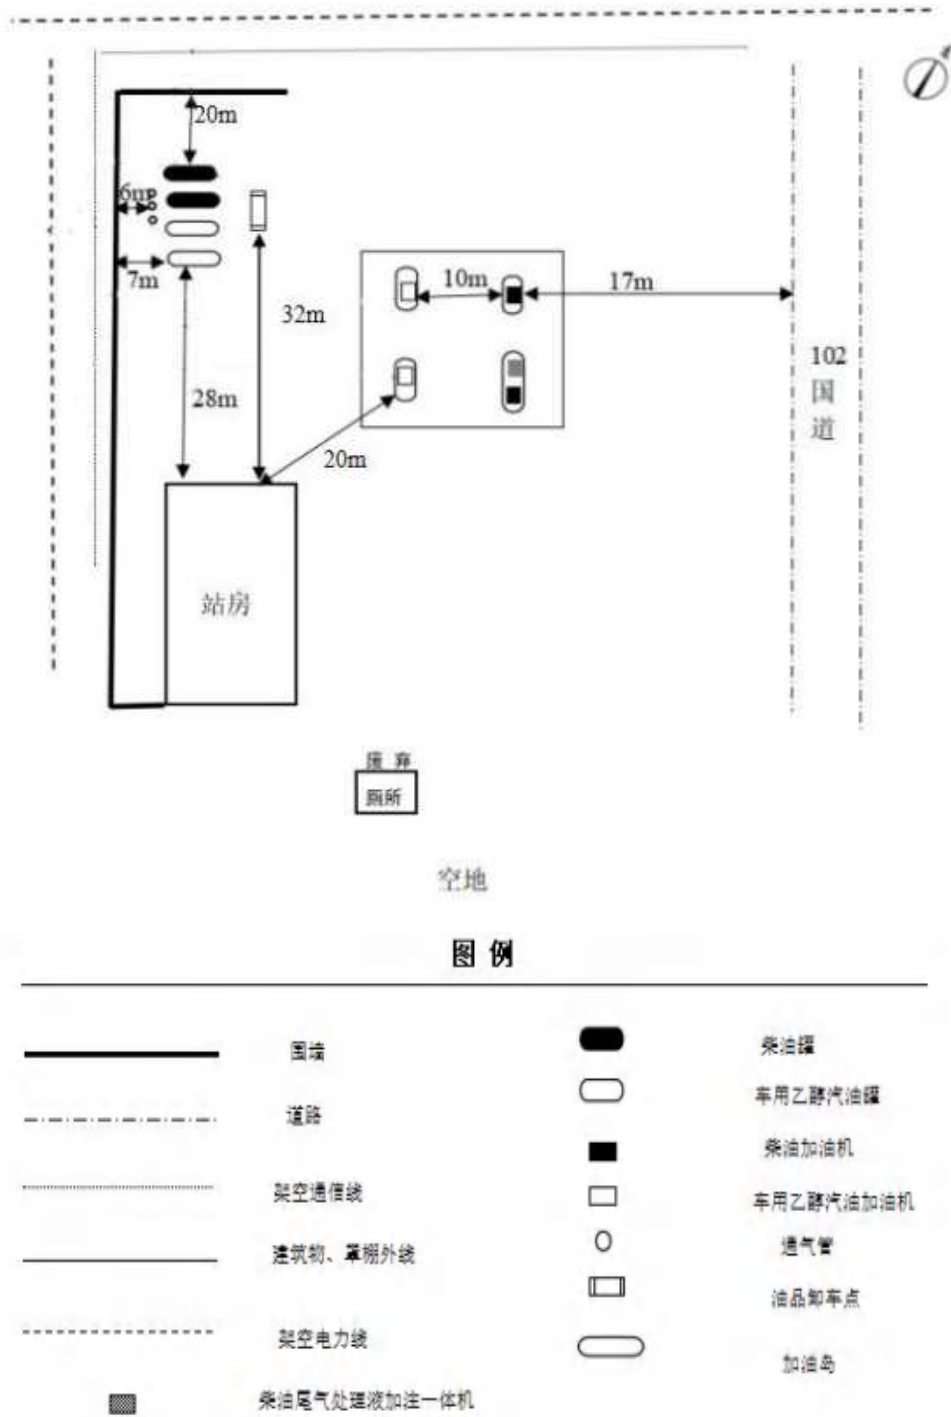 20m
6m
7m
32m
10m
17m
28m
20m
102
国
道
站房
废 弃
厕所
空地
图 例
围墙
柴油罐
道路
车用乙醇汽油罐
柴油加油机
架空通信线
车用乙醇汽油加油机
建筑物、罩棚外线
通气管
油品卸车点
架空电力线
加油岛
柴油尾气处理液加注一体机